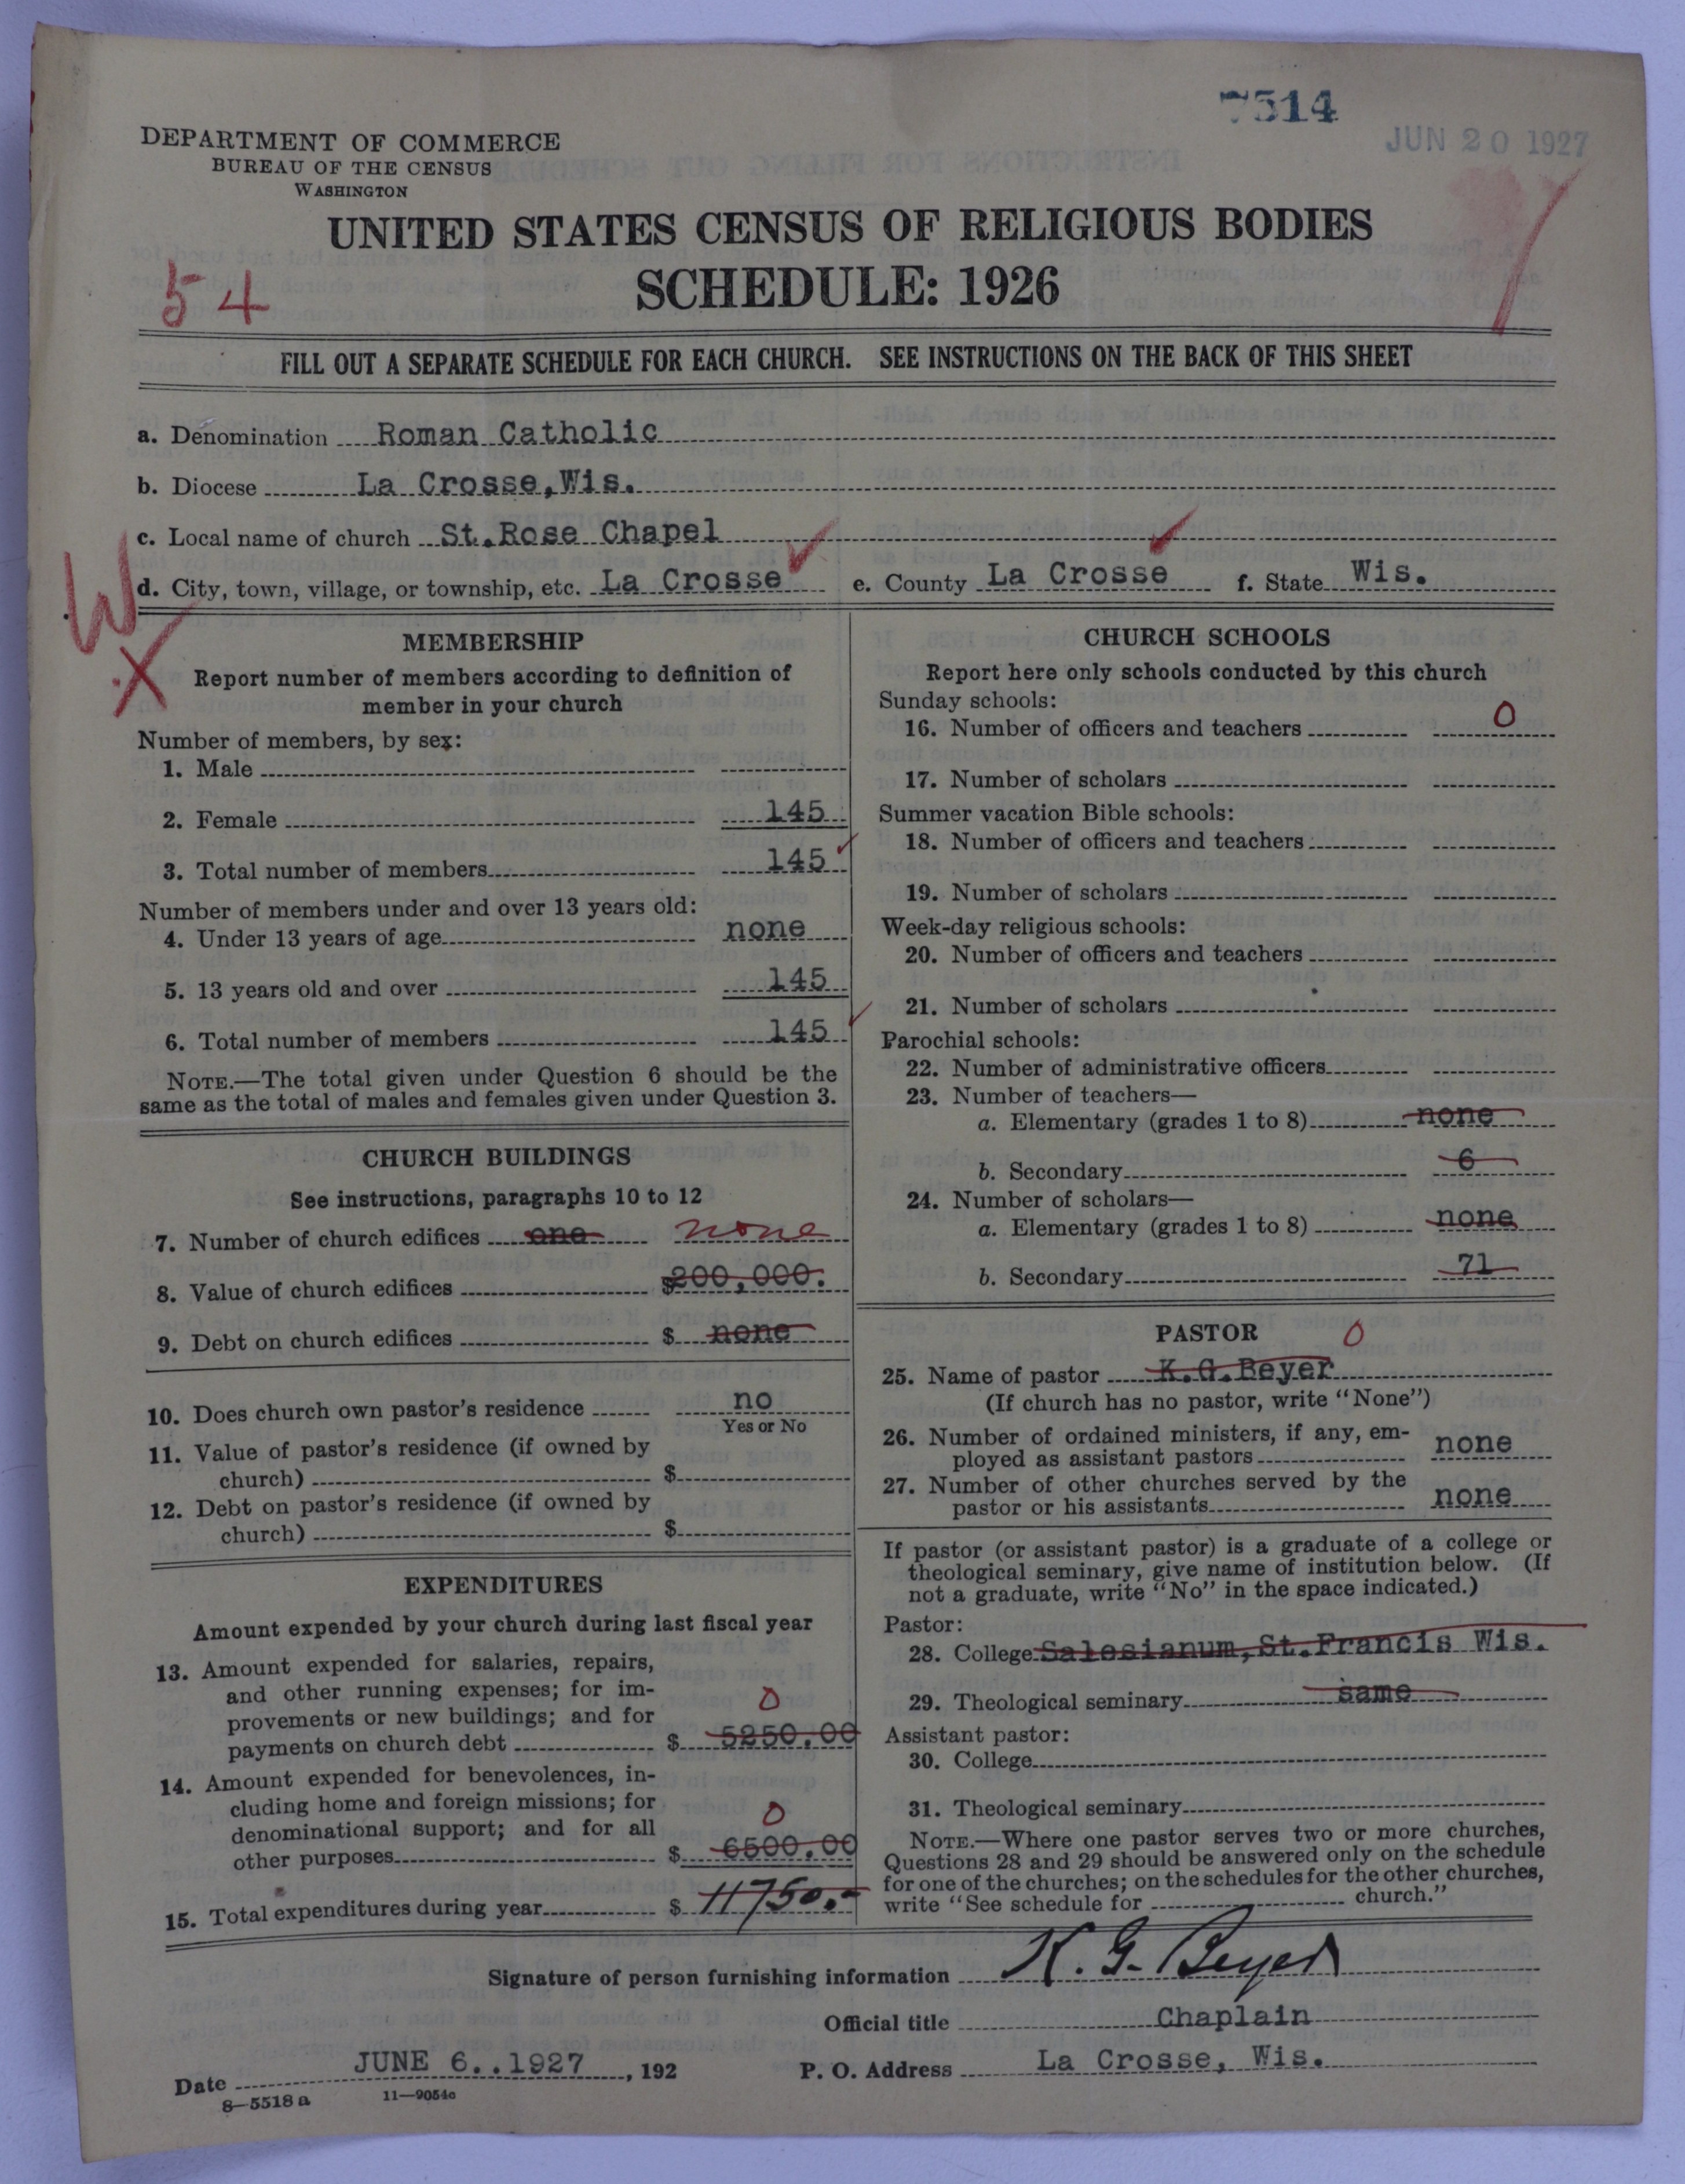 7514
JUN 20 1927
DEPARTMENT OF COMMERCE
BUREAU OF THE CENSUS
WASHINGTON
UNITED STATES CENSUS OF RELIGIOUS BODIES
SCHEDULE: 1926
54
FILL OUT A SEPARATE SCHEDULE FOR EACH CHURCH. SEE INSTRUCTIONS ON THE BACK OF THIS SHEET
a. Denomination Roman Catholic
b. Diocese La Crosse, Wis.
c. Local name of church St. Rose Chapel
d. City, town, village, or township, etc. La Crosse e. County La Crosse f. State Wis.
W
X
MEMBERSHIP
Report number of members according to definition of
member in your church
Number of members, by sex:
1. Male
2. Female 145
3. Total number of members 145
Number of members under and over 13 years old:
4. Under 13 years of age none
5. 13 years old and over 145
6. Total number of members 145
NOTE.—The total given under Question 6 should be the
same as the total of males and females given under Question 3.
CHURCH BUILDINGS
See instructions, paragraphs 10 to 12
7. Number of church edifices one none
8. Value of church edifices $200,000.
9. Debt on church edifices $ none
10. Does church own pastor's residence no
Yes or No
11. Value of pastor's residence (if owned by
church) $
12. Debt on pastor's residence (if owned by
church) $
EXPENDITURES
Amount expended by your church during last fiscal year
13. Amount expended for salaries, repairs,
and other running expenses; for im-
provements or new buildings; and for 0
payments on church debt $ 5250.00
14. Amount expended for benevolences, in-
cluding home and foreign missions; for 0
denominational support; and for all
other purposes $ 6500.00
15. Total expenditures during year $ 11750.-
CHURCH SCHOOLS
Report here only schools conducted by this church
Sunday schools:
16. Number of officers and teachers 0
17. Number of scholars
Summer vacation Bible schools:
18. Number of officers and teachers
19. Number of scholars
Week-day religious schools:
20. Number of officers and teachers
21. Number of scholars
Parochial schools:
22. Number of administrative officers
23. Number of teachers—
a. Elementary (grades 1 to 8) none
b. Secondary 6
24. Number of scholars—
a. Elementary (grades 1 to 8) none
b. Secondary 71
PASTOR 0
25. Name of pastor K.G.Beyer
(If church has no pastor, write "None")
26. Number of ordained ministers, if any, em-
ployed as assistant pastors none
27. Number of other churches served by the
pastor or his assistants none
If pastor (or assistant pastor) is a graduate of a college or
theological seminary, give name of institution below. (If
not a graduate, write "No" in the space indicated.)
Pastor:
28. College Salesianum, St. Francis Wis.
29. Theological seminary same
Assistant pastor:
30. College
31. Theological seminary
NOTE.—Where one pastor serves two or more churches,
Questions 28 and 29 should be answered only on the schedule
for one of the churches; on the schedules for the other churches,
write "See schedule for church."
Signature of person furnishing information K. G. Beyer
Official title Chaplain
Date JUNE 6..1927, 192 P. O. Address La Crosse, Wis.
8—5518 a 11—9054c